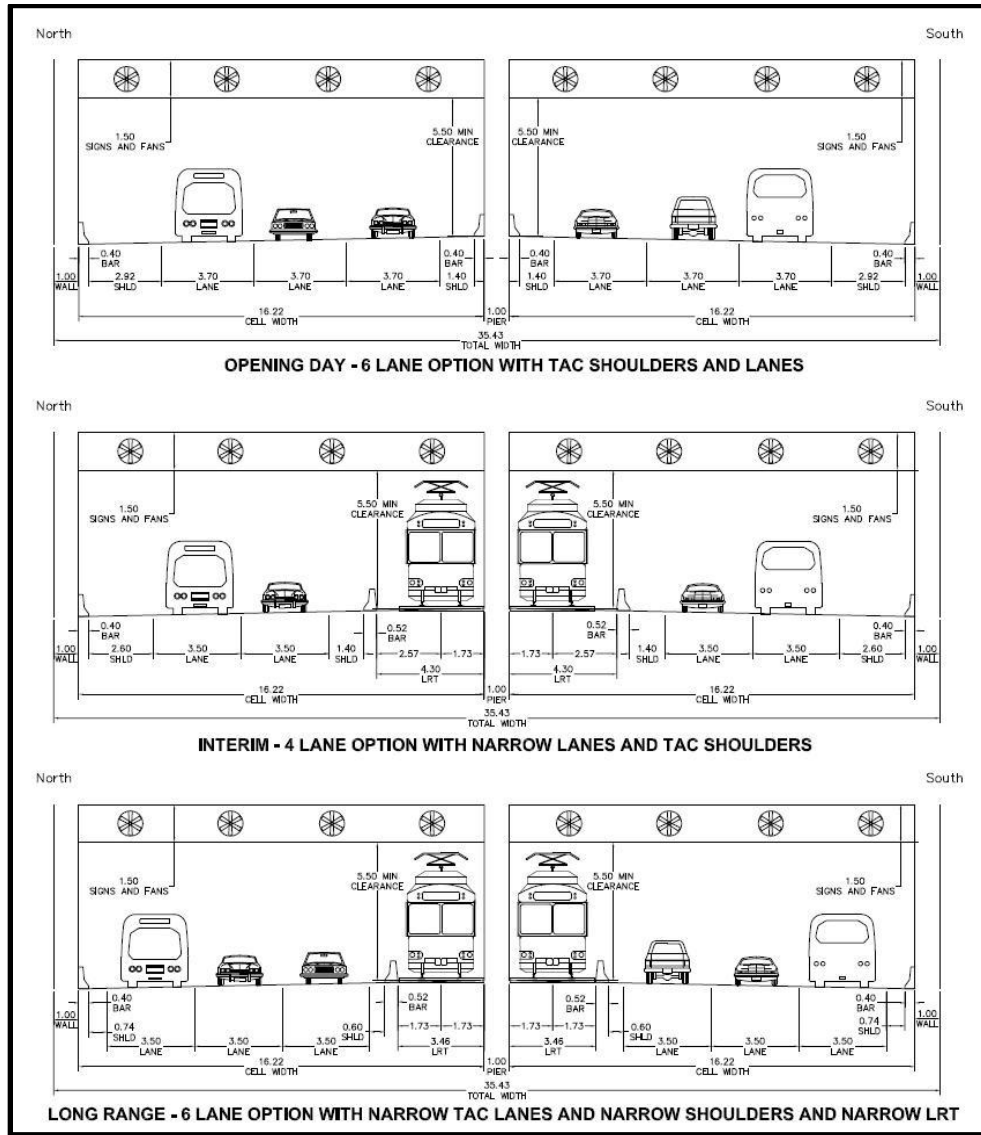 North South
1.50
SIGNS AND FANS
5.50 MIN
CLEARANCE
5.50 MIN
CLEARANCE
1.50
SIGNS AND FANS
0.40
BAR
0.40
BAR
0.40
BAR
0.40
BAR
1.00
WALL
2.92
SHLD
3.70
LANE
3.70
LANE
3.70
LANE
1.40
SHLD
1.40
SHLD
3.70
LANE
3.70
LANE
3.70
LANE
2.92
SHLD
1.00
WALL
16.22
CELL WIDTH
1.00
PIER
16.22
CELL WIDTH
35.43
TOTAL WIDTH
OPENING DAY - 6 LANE OPTION WITH TAC SHOULDERS AND LANES
North South
1.50
SIGNS AND FANS
5.50 MIN
CLEARANCE
5.50 MIN
CLEARANCE
1.50
SIGNS AND FANS
0.40
BAR
0.52
BAR
0.52
BAR
0.40
BAR
1.00
WALL
2.60
SHLD
3.50
LANE
3.50
LANE
1.40
SHLD
2.57
1.73
1.73
2.57
1.40
SHLD
3.50
LANE
3.50
LANE
2.60
SHLD
1.00
WALL
4.30
LRT
4.30
LRT
16.22
CELL WIDTH
1.00
PIER
16.22
CELL WIDTH
35.43
TOTAL WIDTH
INTERIM - 4 LANE OPTION WITH NARROW LANES AND TAC SHOULDERS
North South
1.50
SIGNS AND FANS
5.50 MIN
CLEARANCE
5.50 MIN
CLEARANCE
1.50
SIGNS AND FANS
0.40
BAR
0.52
BAR
0.52
BAR
0.40
BAR
1.00
WALL
0.74
SHLD
0.60
SHLD
1.73
1.73
1.73
1.73
0.60
SHLD
0.74
SHLD
1.00
WALL
3.50
LANE
3.50
LANE
3.50
LANE
3.46
LRT
3.46
LRT
3.50
LANE
3.50
LANE
3.50
LANE
16.22
CELL WIDTH
1.00
PIER
16.22
CELL WIDTH
35.43
TOTAL WIDTH
LONG RANGE - 6 LANE OPTION WITH NARROW TAC LANES AND NARROW SHOULDERS AND NARROW LRT